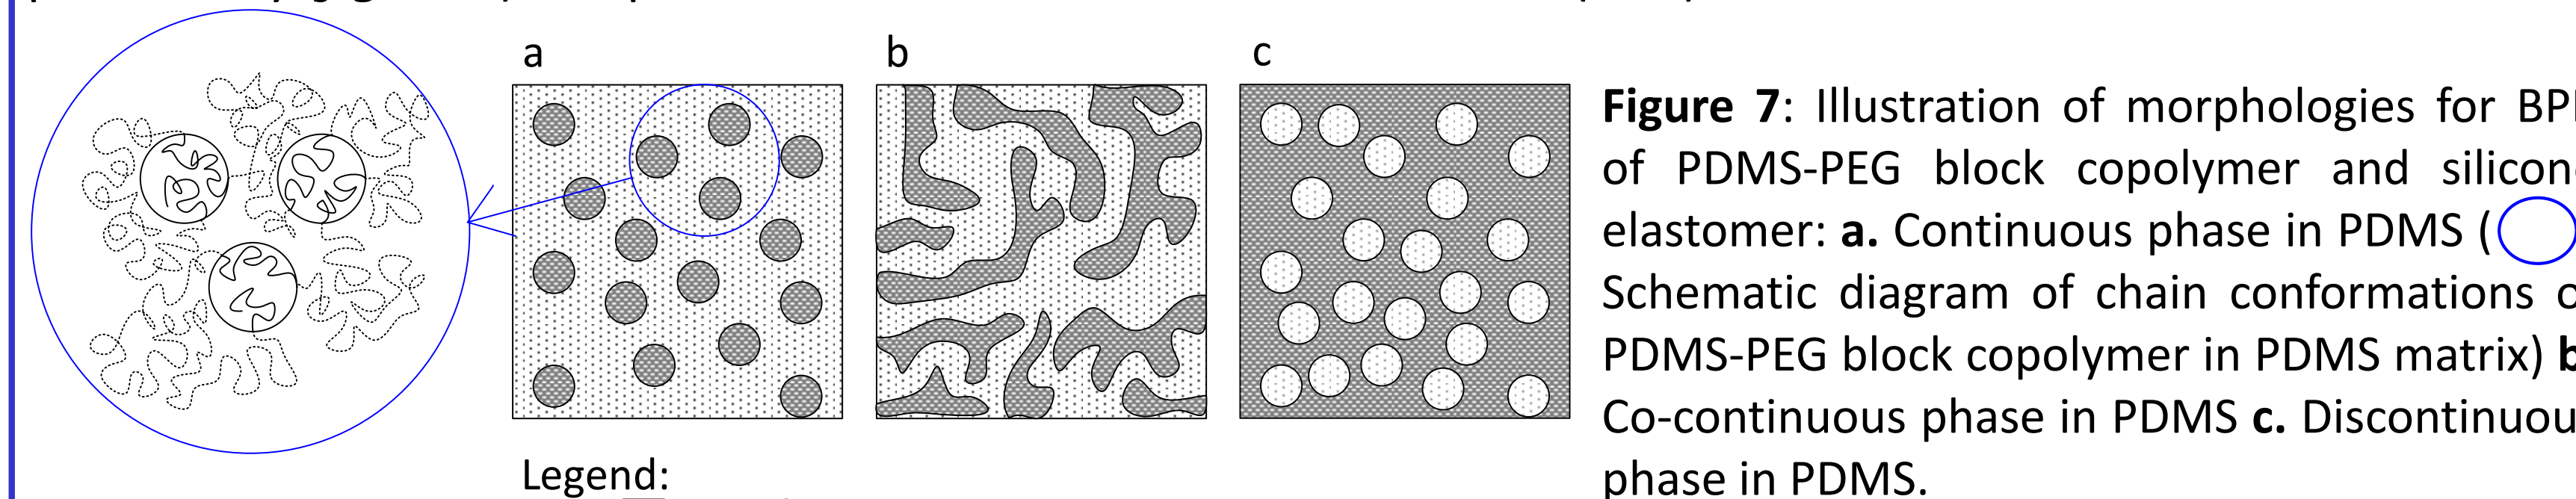 a
b
c
Legend:
Figure 7: Illustration of morphologies for
of PDMS-PEG block copolymer and
elastomer: a. Continuous phase in PDMS (
Schematic diagram of chain conformations
PDMS-PEG block copolymer in PDMS matrix) b
Co-continuous phase in PDMS c.
phase in PDMS.